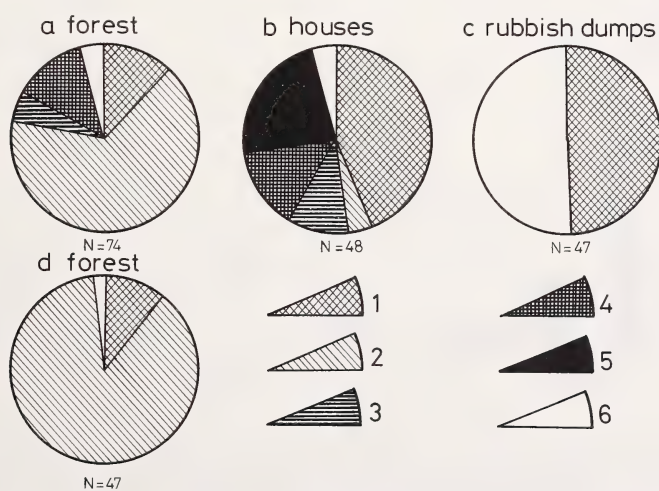 a forest
b houses
c rubbish dumps
N=74
N=48
N=47
d forest
1
4
2
5
3
6
N=47